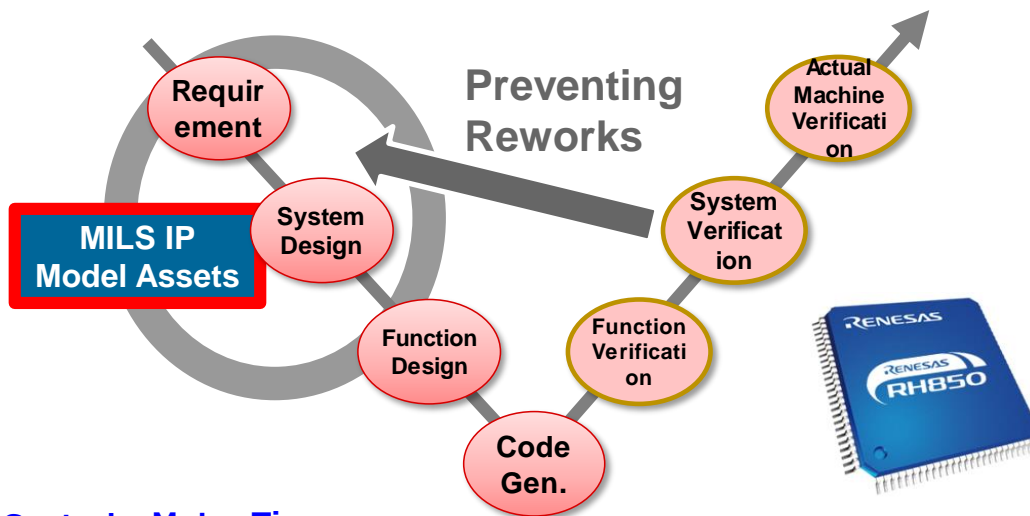 Requir
ement
Preventing
Reworks
Actual
Machine
Verificati
on
MILS IP
Model Assets
System
Design
System
Verificat
ion
Function
Design
Function
Verificati
on
Code
Gen.
RENESAS
RENESAS
RH850